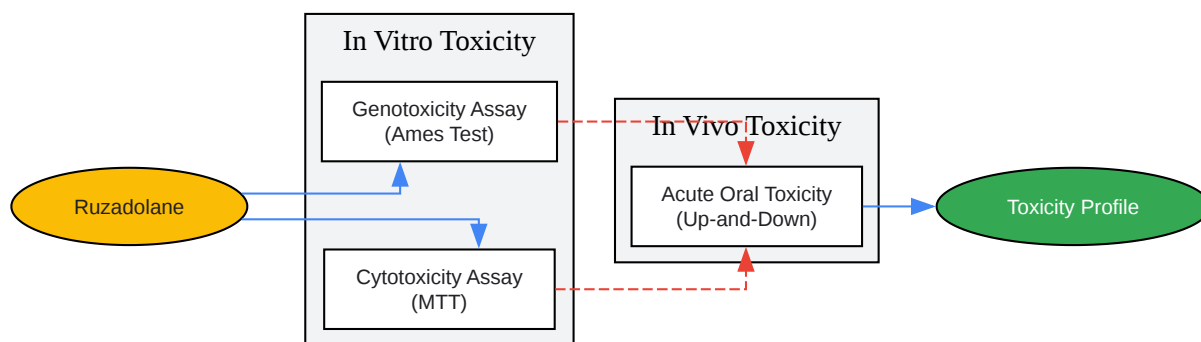 In Vitro Toxicity
Genotoxicity Assay
(Ames Test)
In Vivo Toxicity
Ruzadolane
Acute Oral Toxicity
(Up-and-Down)
Toxicity Profile
Cytotoxicity Assay
(MTT)